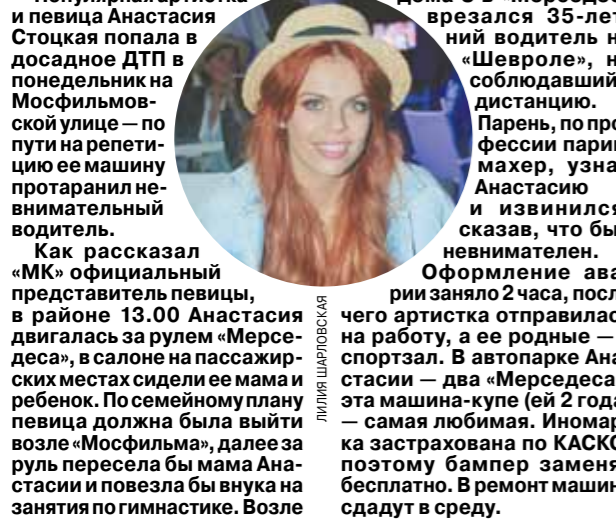 Популярная артистка
и певица Анастасия
Стоцкая попала в
досадное ДТП в
понедельник на
Мосфильмов-
ской улице — по
пути на репети-
цию ее машину
протаранил не-
внимательный
водитель.
Как рассказал
«МК» официальный
представитель певицы,
в районе 13.00 Анастасия
двигалась за рулем «Мерсе-
деса», в салоне на пассажир-
ских местах сидели ее мама и
ребенок. По семейному плану
певица должна была выйти
возле «Мосфильма», далее за
руль пересела бы мама Ана-
стасии и повезла бы внука на
занятия по гимнастике. Возле
ЛИЛИЯ ШАРЛОВСКАЯ
врезался 35-лет
ний водитель н
«Шевроле», н
соблюдавший
дистанцию.
Парень, по про
фессии парик
махер, узна
Анастасию
и извинился
сказав, что бы
невнимателен.
Оформление ава
рии заняло 2 часа, посл
чего артистка отправилас
на работу, а ее родные —
спортзал. В автопарке Ана
стасии — два «Мерседеса
эта машина-купе (ей 2 года
— самая любимая. Иномар
ка застрахована по КАСКО
поэтому бампер заменя
бесплатно. В ремонт машин
сдадут в среду.